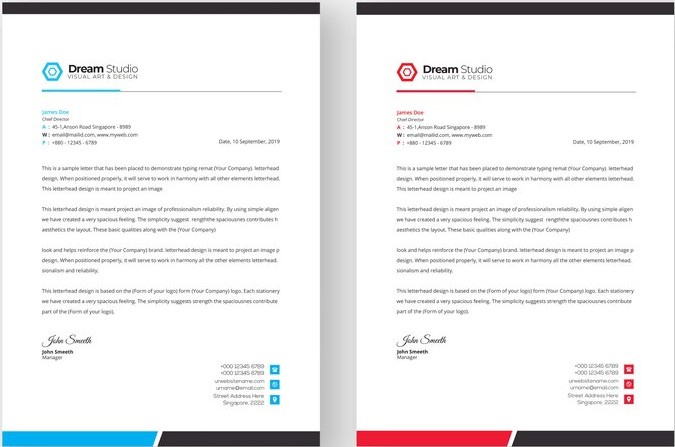 Dream Studio
VISUAL ART & DESIGN
James Doe
Chief Director
A : 45-1,Anson Road Singapore - 8989
W : email@mailid.com, www.myweb.com
P : +880 - 12345 - 6789
Date, 10 September, 2019
This is a sample letter that has been placed to demonstrate typing remat (Your Company). letterhead
design. When positioned properly, it will serve to work in harmony with all other elements letterhead.
This letterhead design is meant to project an image
This letterhead design meant project an image of professionalism reliability. By using simple aligen
we have created a very spacious feeling. The simplicity suggest rengththe spaciousnes contributes h
aesthetics the layout. These basic qualities along with the (Your Company)
look and helps reinforce the (Your Company) brand. letterhead design is meant to project an image p
design. When positioned properly, it will serve to work in harmony all the other elements letterhead.
sionalism and reliability.
This letterhead design is based on the (Form of your logo) form (Your Company) logo. Each stationery
we have created a very spacious feeling. The simplicity suggests strength the spaciousnes contribute
part of the (Form of your logo).
John Smeeth
John Smeeth
Manager
+000 12345 6789
+000 12345 6789
urwebsitename.com
urname@email.com
Street Address Here
Singapore, 2222
Dream Studio
VISUAL ART & DESIGN
James Doe
Chief Director
A : 45-1,Anson Road Singapore - 8989
W : email@mailid.com, www.myweb.com
P : +880 - 12345 - 6789
Date, 10 September, 2019
This is a sample letter that has been placed to demonstrate typing remat (Your Company). letterhead
design. When positioned properly, it will serve to work in harmony with all other elements letterhead.
This letterhead design is meant to project an image
This letterhead design meant project an image of professionalism reliability. By using simple aligen
we have created a very spacious feeling. The simplicity suggest rengththe spaciousnes contributes h
aesthetics the layout. These basic qualities along with the (Your Company)
look and helps reinforce the (Your Company) brand. letterhead design is meant to project an image p
design. When positioned properly, it will serve to work in harmony all the other elements letterhead.
sionalism and reliability.
This letterhead design is based on the (Form of your logo) form (Your Company) logo. Each stationery
we have created a very spacious feeling. The simplicity suggests strength the spaciousnes contribute
part of the (Form of your logo).
John Smeeth
John Smeeth
Manager
+000 12345 6789
+000 12345 6789
urwebsitename.com
urname@email.com
Street Address Here
Singapore, 2222